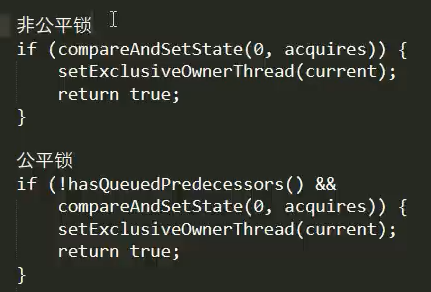 非公平锁
if (compareAndSetState(0, acquires)) {
    setExclusiveOwnerThread(current);
    return true;
}

公平锁
if (!hasQueuedPredecessors() &&
    compareAndSetState(0, acquires)) {
    setExclusiveOwnerThread(current);
    return true;
}